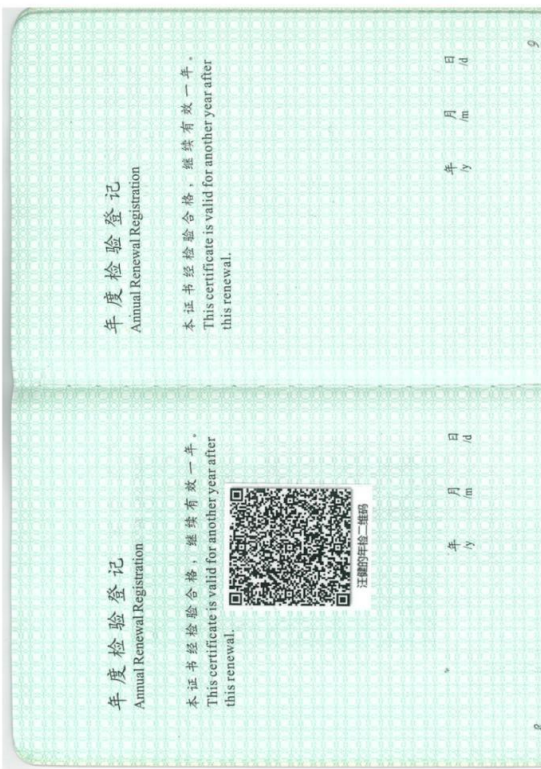 年度检验登记
Annual Renewal Registration
本证书经检验合格，继续有效一年。
This certificate is valid for another year after
this renewal.
汪健的年检二维码
年 月 日
/y /m /d
8
年度检验登记
Annual Renewal Registration
本证书经检验合格，继续有效一年。
This certificate is valid for another year after
this renewal.
年 月 日
/y /m /d
9